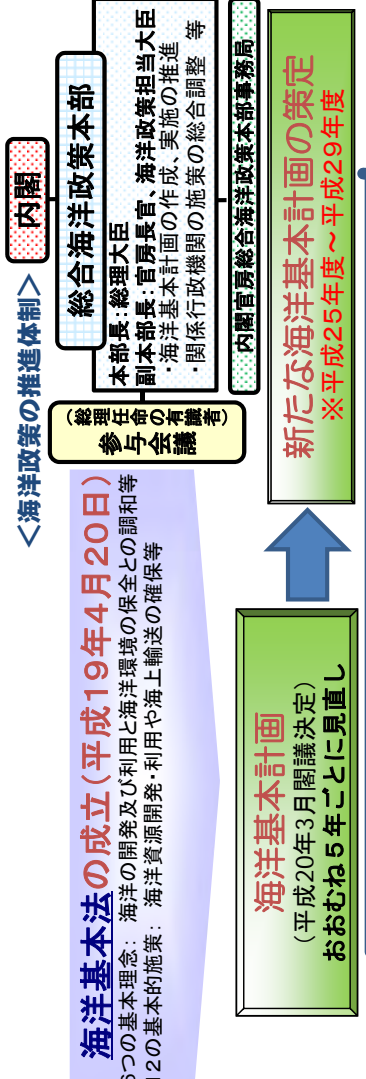 <海洋政策の推進体制>
内閣
総合海洋政策本部
本部長:総理大臣
副本部長:官房長官、海洋政策担当大臣
・海洋基本計画の作成、実施の推進
・関係行政機関の施策の総合調整 等
内閣官房総合海洋政策本部事務局
(総理任命の有識者)
参与会議
海洋基本法の成立(平成19年4月20日)
6つの基本理念: 海洋の開発及び利用と海洋環境の保全との調和等
12の基本的施策: 海洋資源開発・利用や海上輸送の確保等
海洋基本計画
(平成20年3月閣議決定)
おおむね5年ごとに見直し
新たな海洋基本計画の策定
※平成25年度~平成29年度